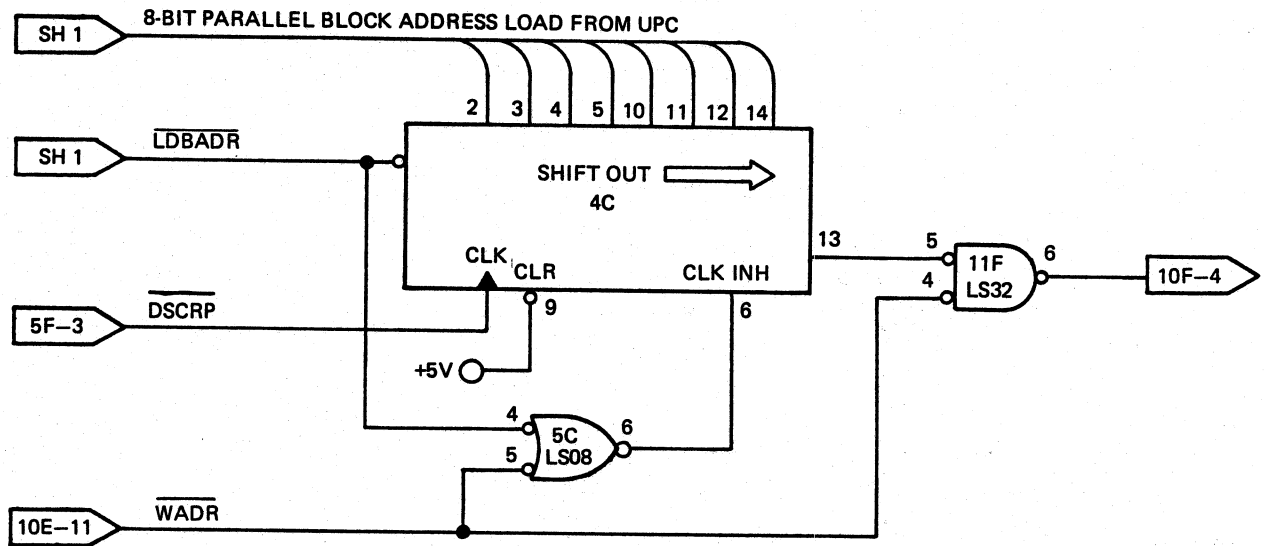 8-BIT PARALLEL BLOCK ADDRESS LOAD FROM UPC
SH 1
2 3 4 5 10 11 12 14
SH 1
LDBADR
SHIFT OUT
4C
13
5
6
11F
LS32
4
10F-4
CLK
CLR
CLK INH
9
6
5F-3
DSCRP
+5V
4
6
5C
LS08
5
10E-11
WADR